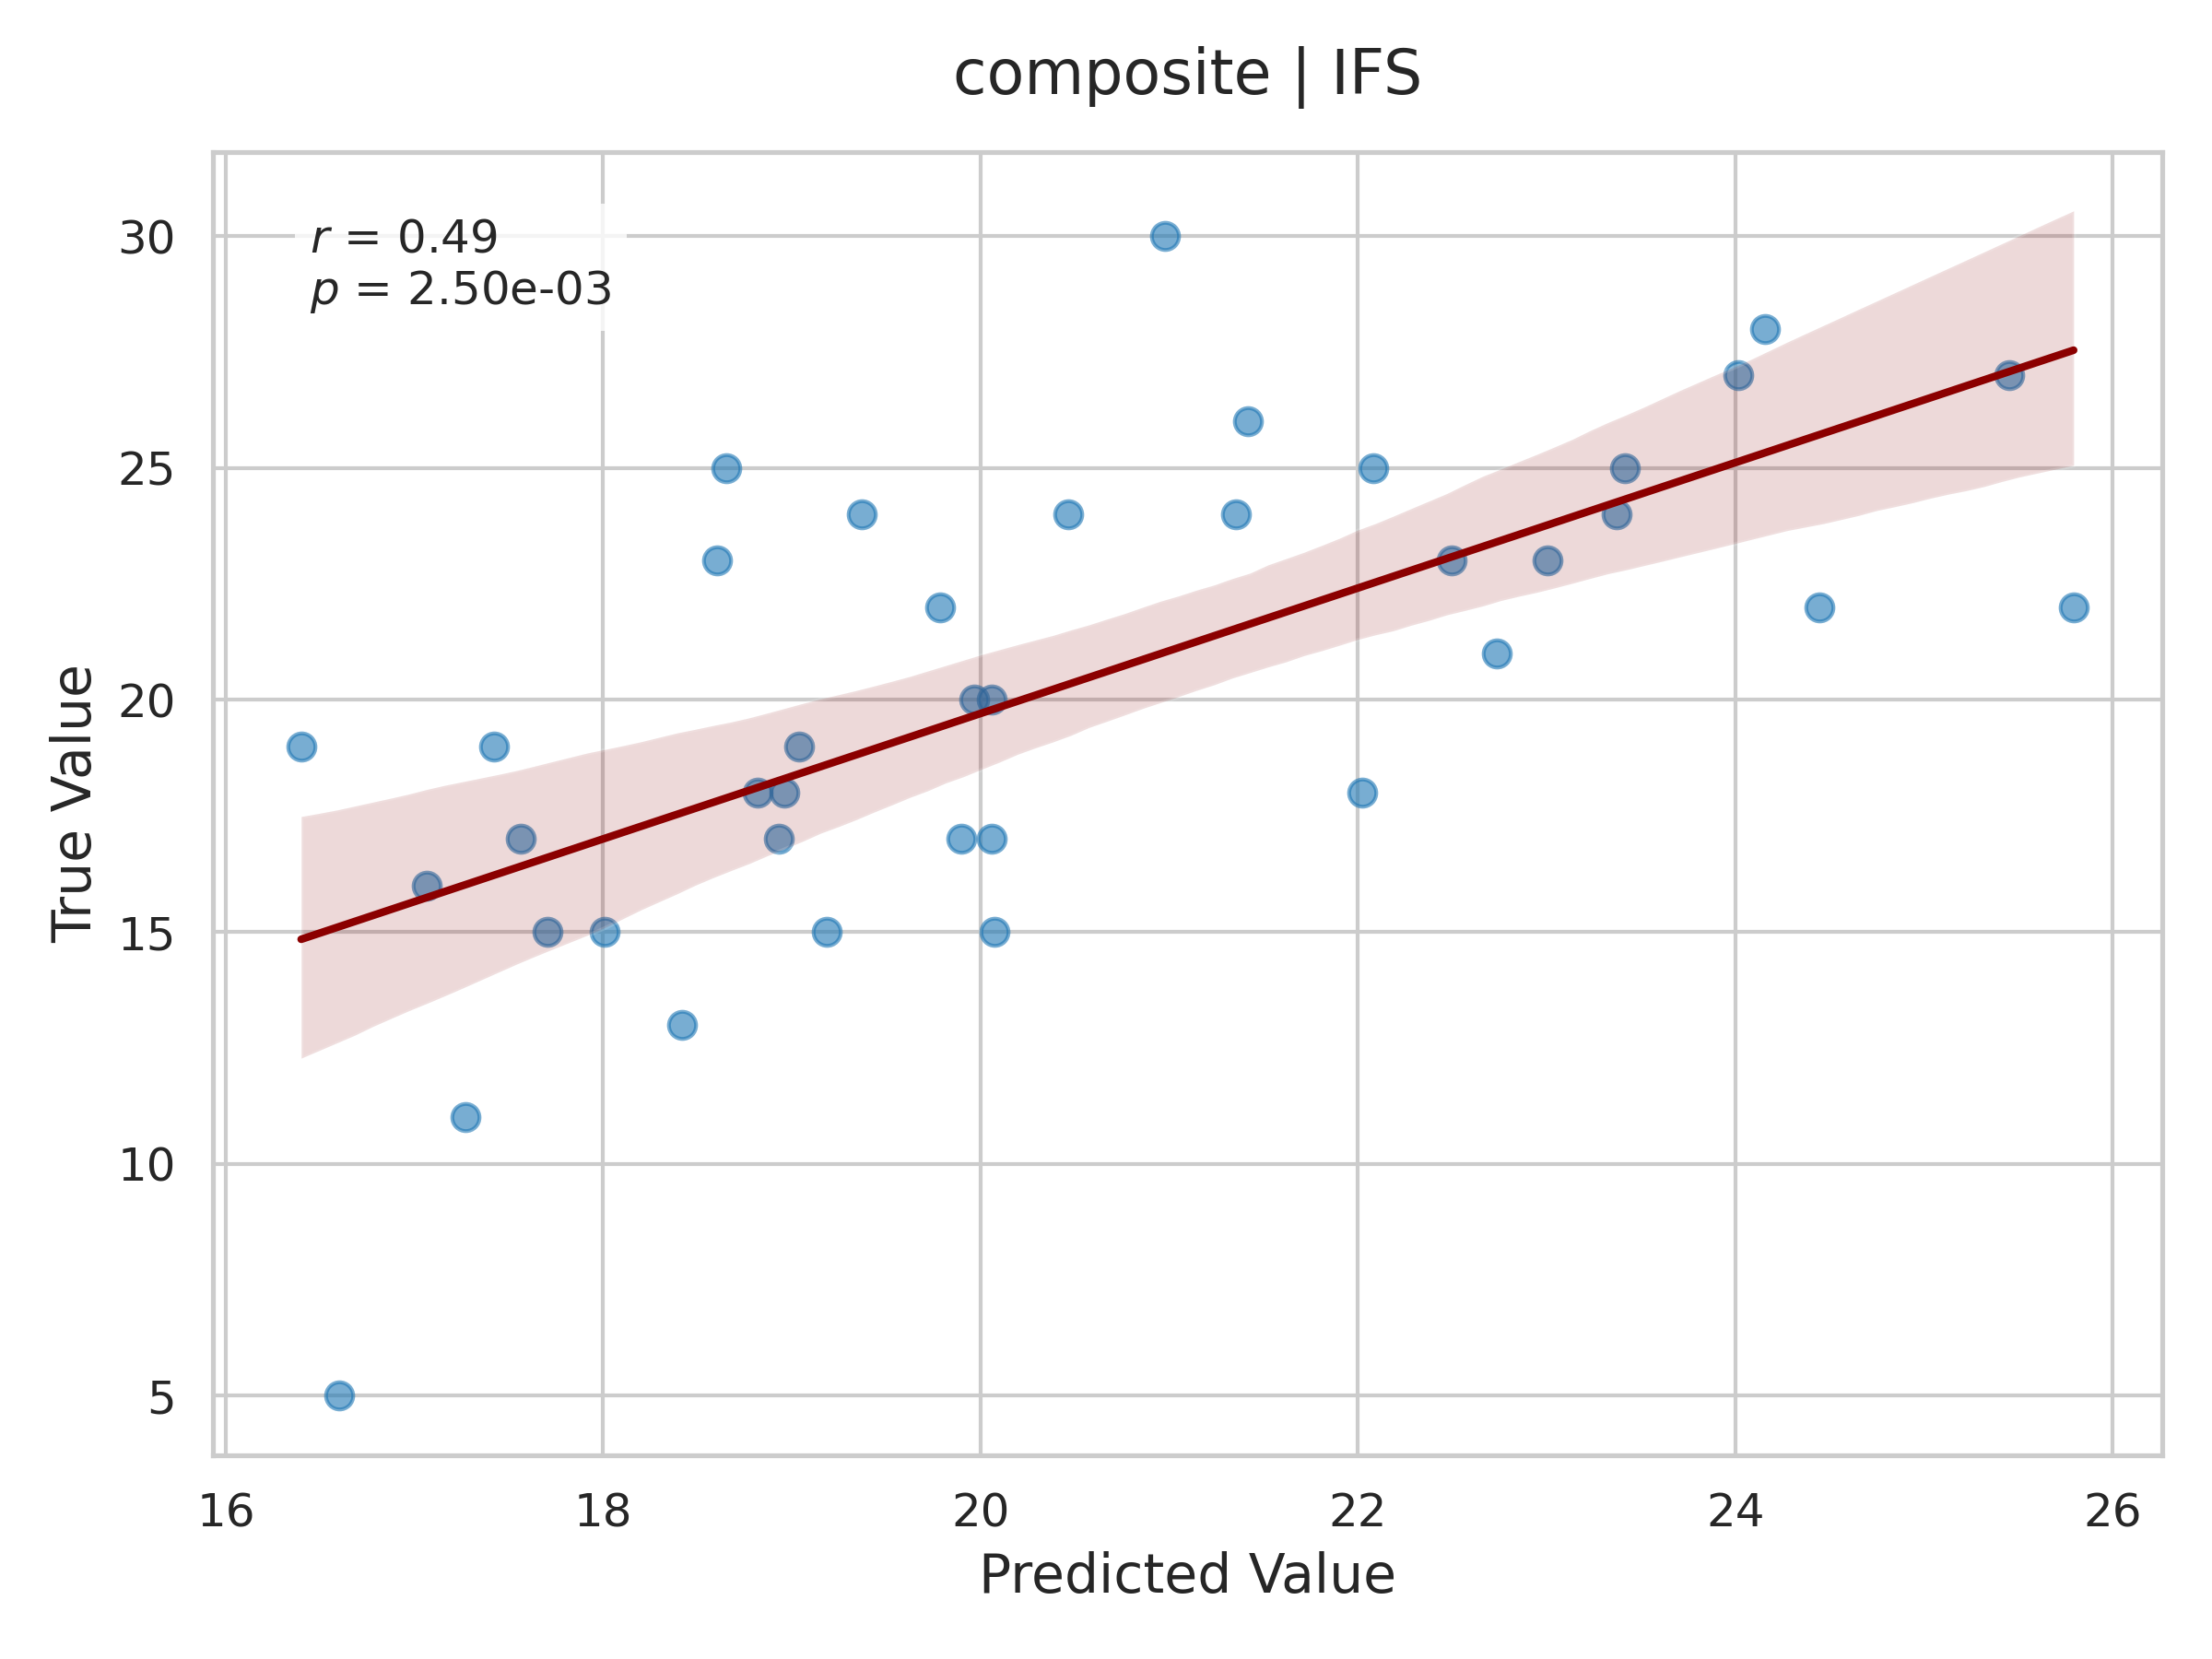 composite | IFS
r = 0.49
p = 2.50e-03
True Value
30
25
20
15
10
5
16 18 20 22 24 26
Predicted Value